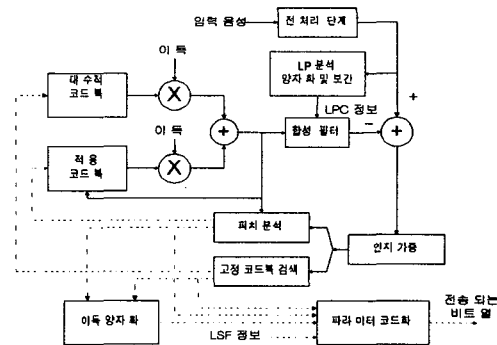 입력 음성
전 처리 단계
이 득
대 수적
코드 북
X
LP 분석
양자 화 및 보간
LPC 정보
+
이 득
+
합성 필터
−
+
적 응
코드 북
X
피치 분석
인지 가중
고정 코드북 검색
전송 되는
비트 열
이득 양자 화
파라 미터 코드화
LSF 정보